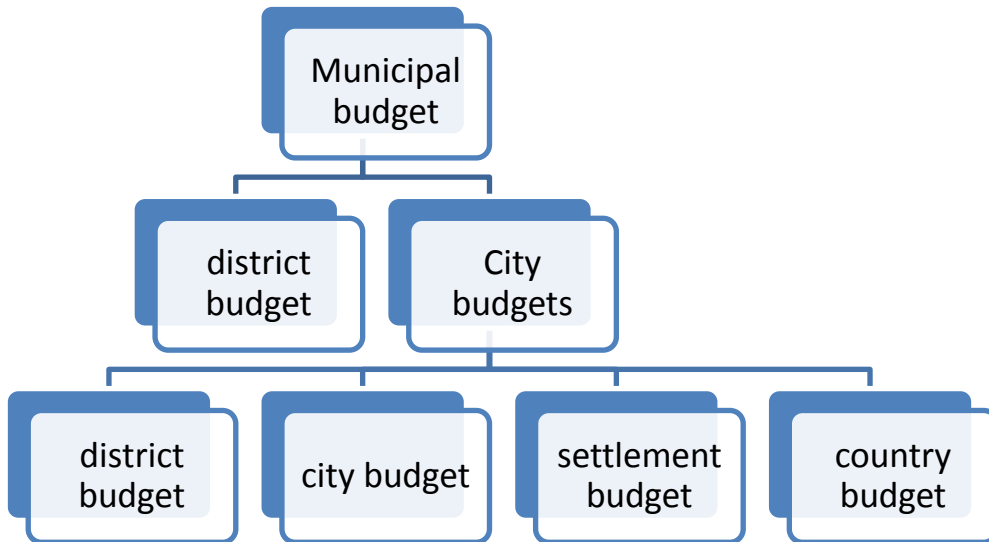 Municipal
budget
district
budget
City
budgets
district
budget
city budget
settlement
budget
country
budget